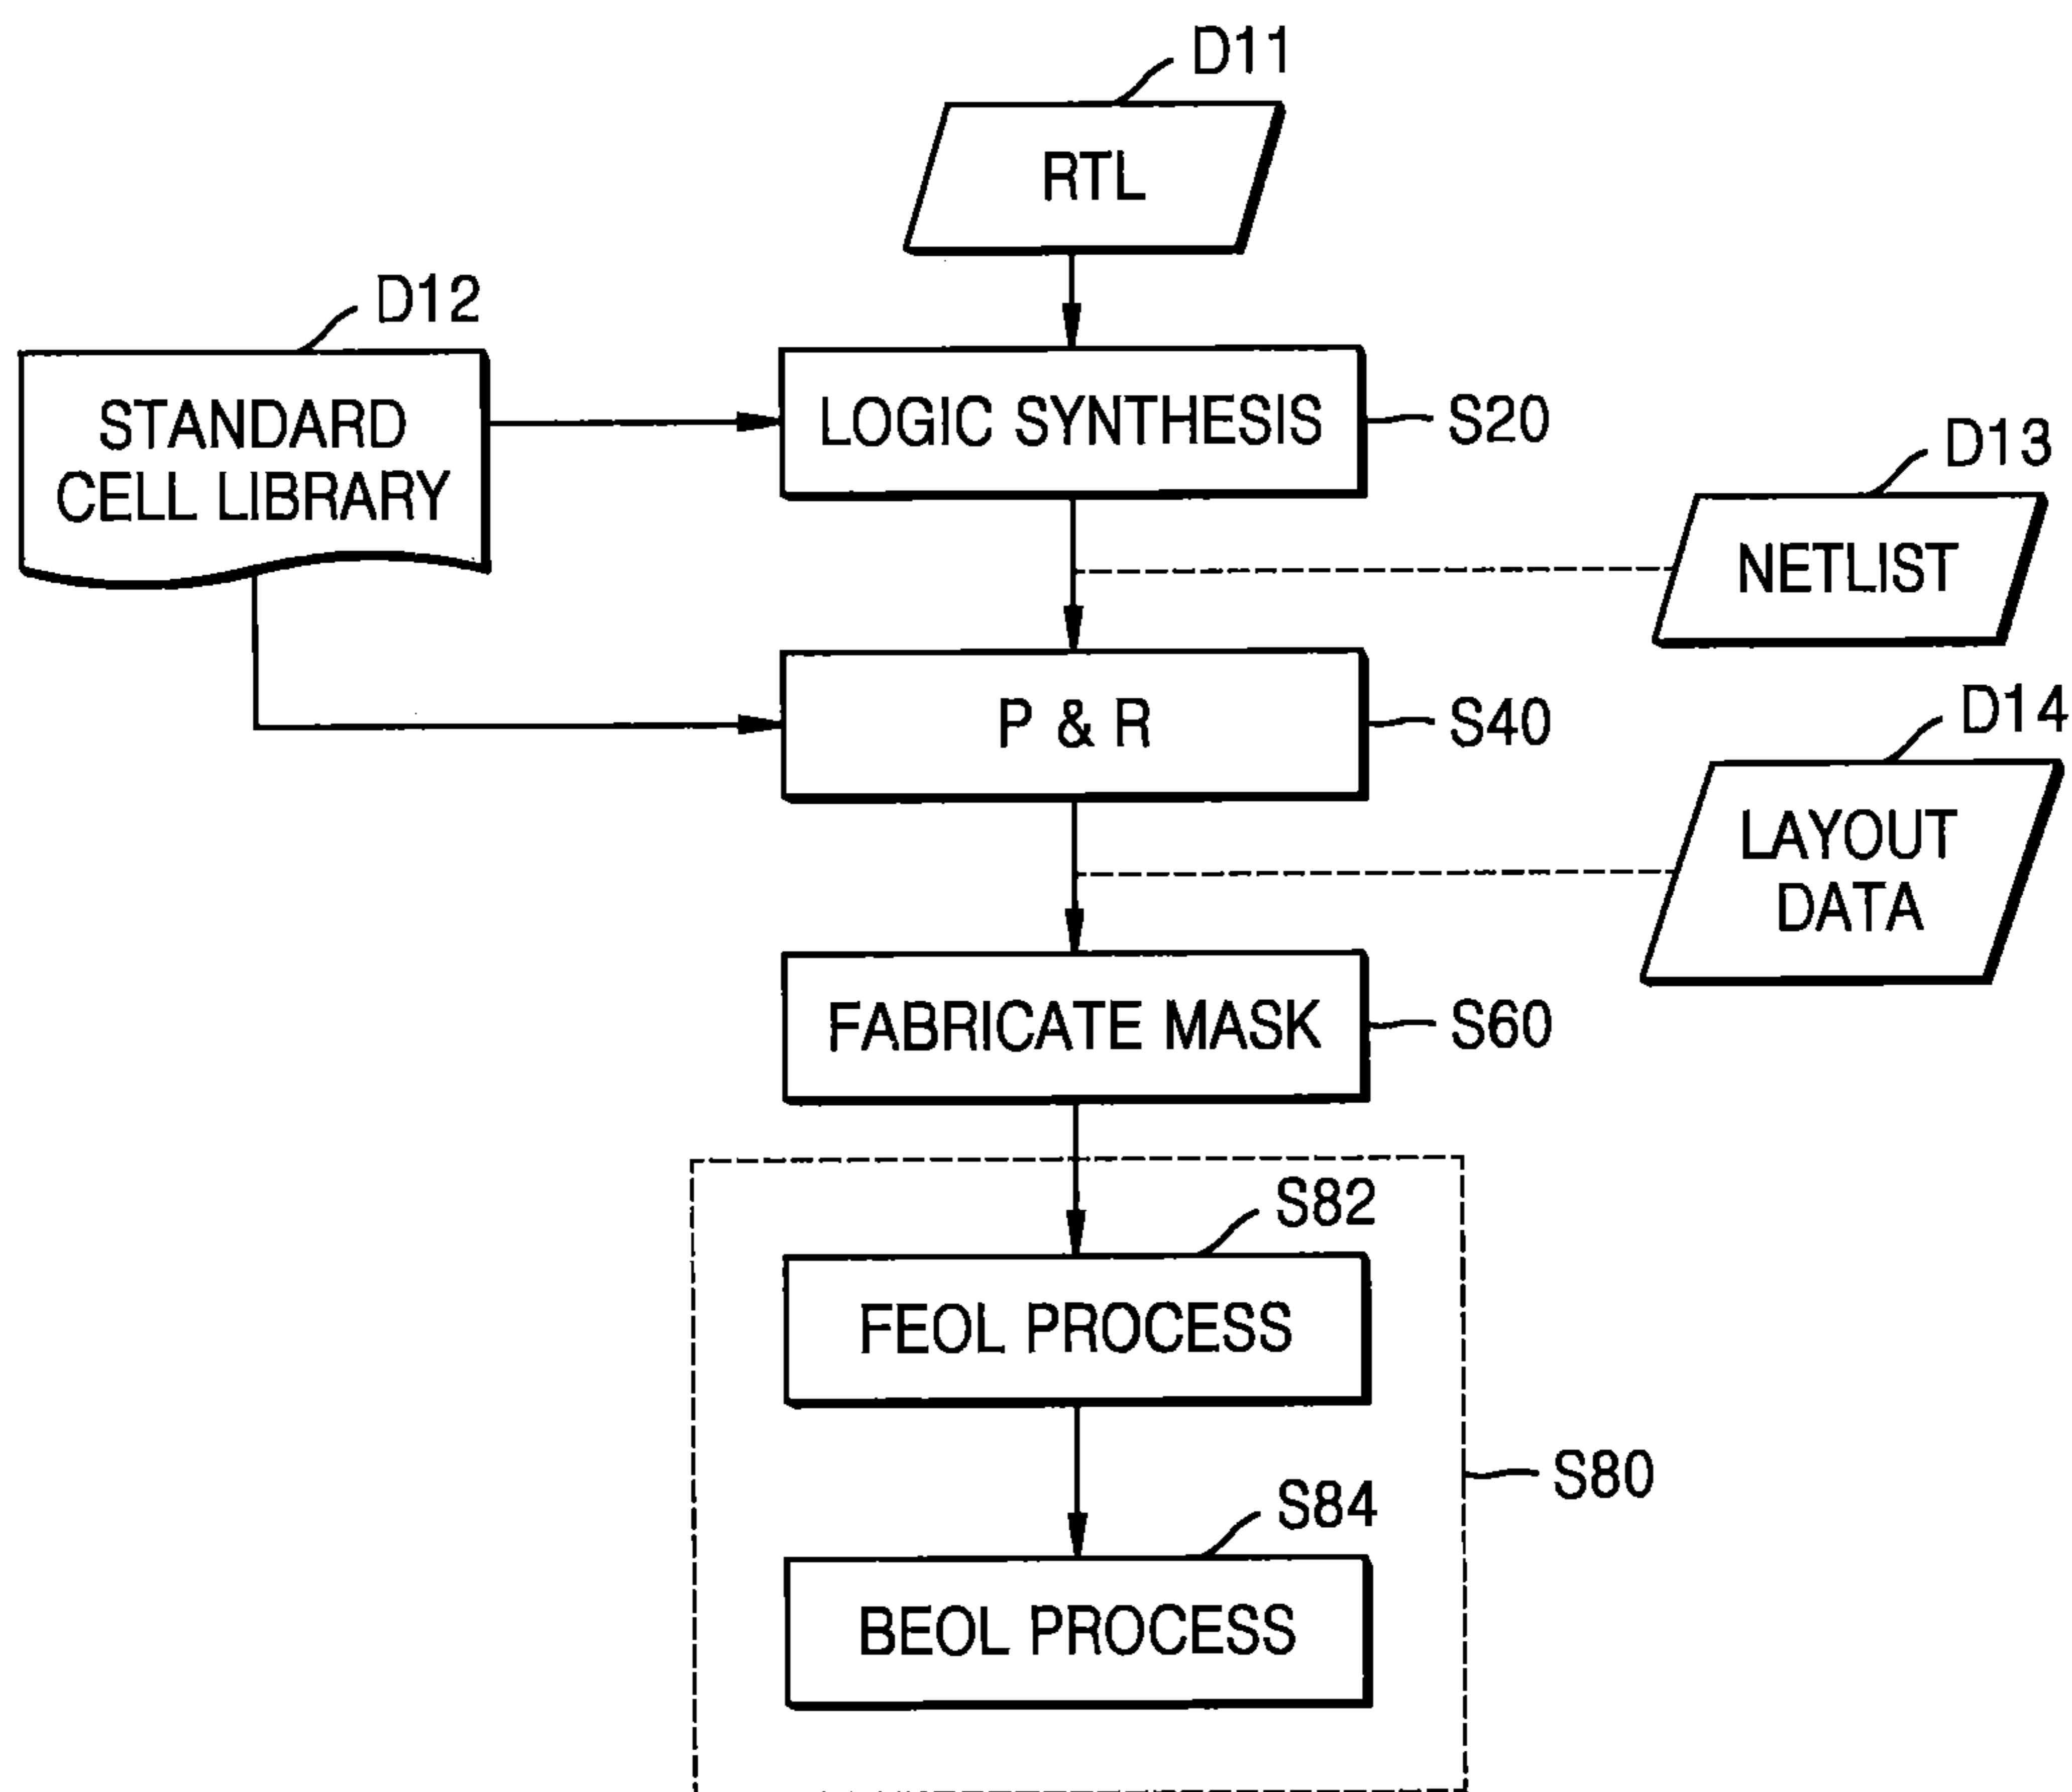 D11
RTL
D12
STANDARD
CELL LIBRARY
LOGIC SYNTHESIS
S20
D13
NETLIST
P & R
S40
D14
LAYOUT
DATA
FABRICATE MASK
S60
S82
FEOL PROCESS
S80
S84
BEOL PROCESS